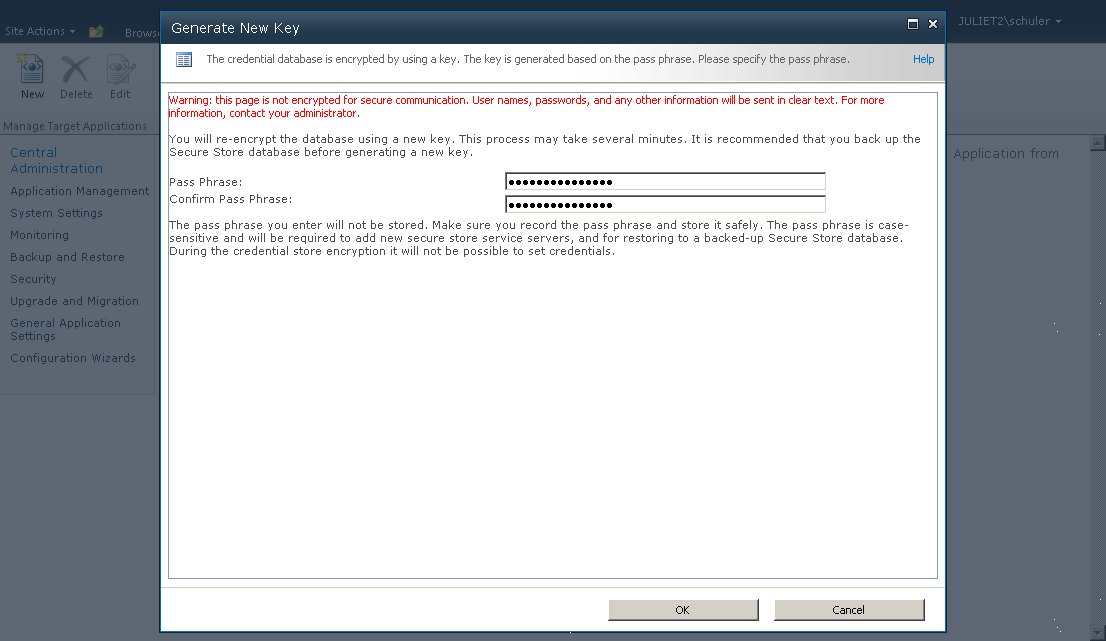 Generate New Key
JULIET2\schuler
Site Actions
Brows
The credential database is encrypted by using a key. The key is generated based on the pass phrase. Please specify the pass phrase.
Help
New
Delete
Edit
Manage Target Applications
Warning: this page is not encrypted for secure communication. User names, passwords, and any other information will be sent in clear text. For more
information, contact your administrator.
You will re-encrypt the database using a new key. This process may take several minutes. It is recommended that you back up the
Secure Store database before generating a new key.
Pass Phrase:
Confirm Pass Phrase:
The pass phrase you enter will not be stored. Make sure you record the pass phrase and store it safely. The pass phrase is case-
sensitive and will be required to add new secure store service servers, and for restoring to a backed-up Secure Store database.
During the credential store encryption it will not be possible to set credentials.
Central
Administration
Application Management
System Settings
Monitoring
Backup and Restore
Security
Upgrade and Migration
General Application
Settings
Configuration Wizards
Application from
OK
Cancel